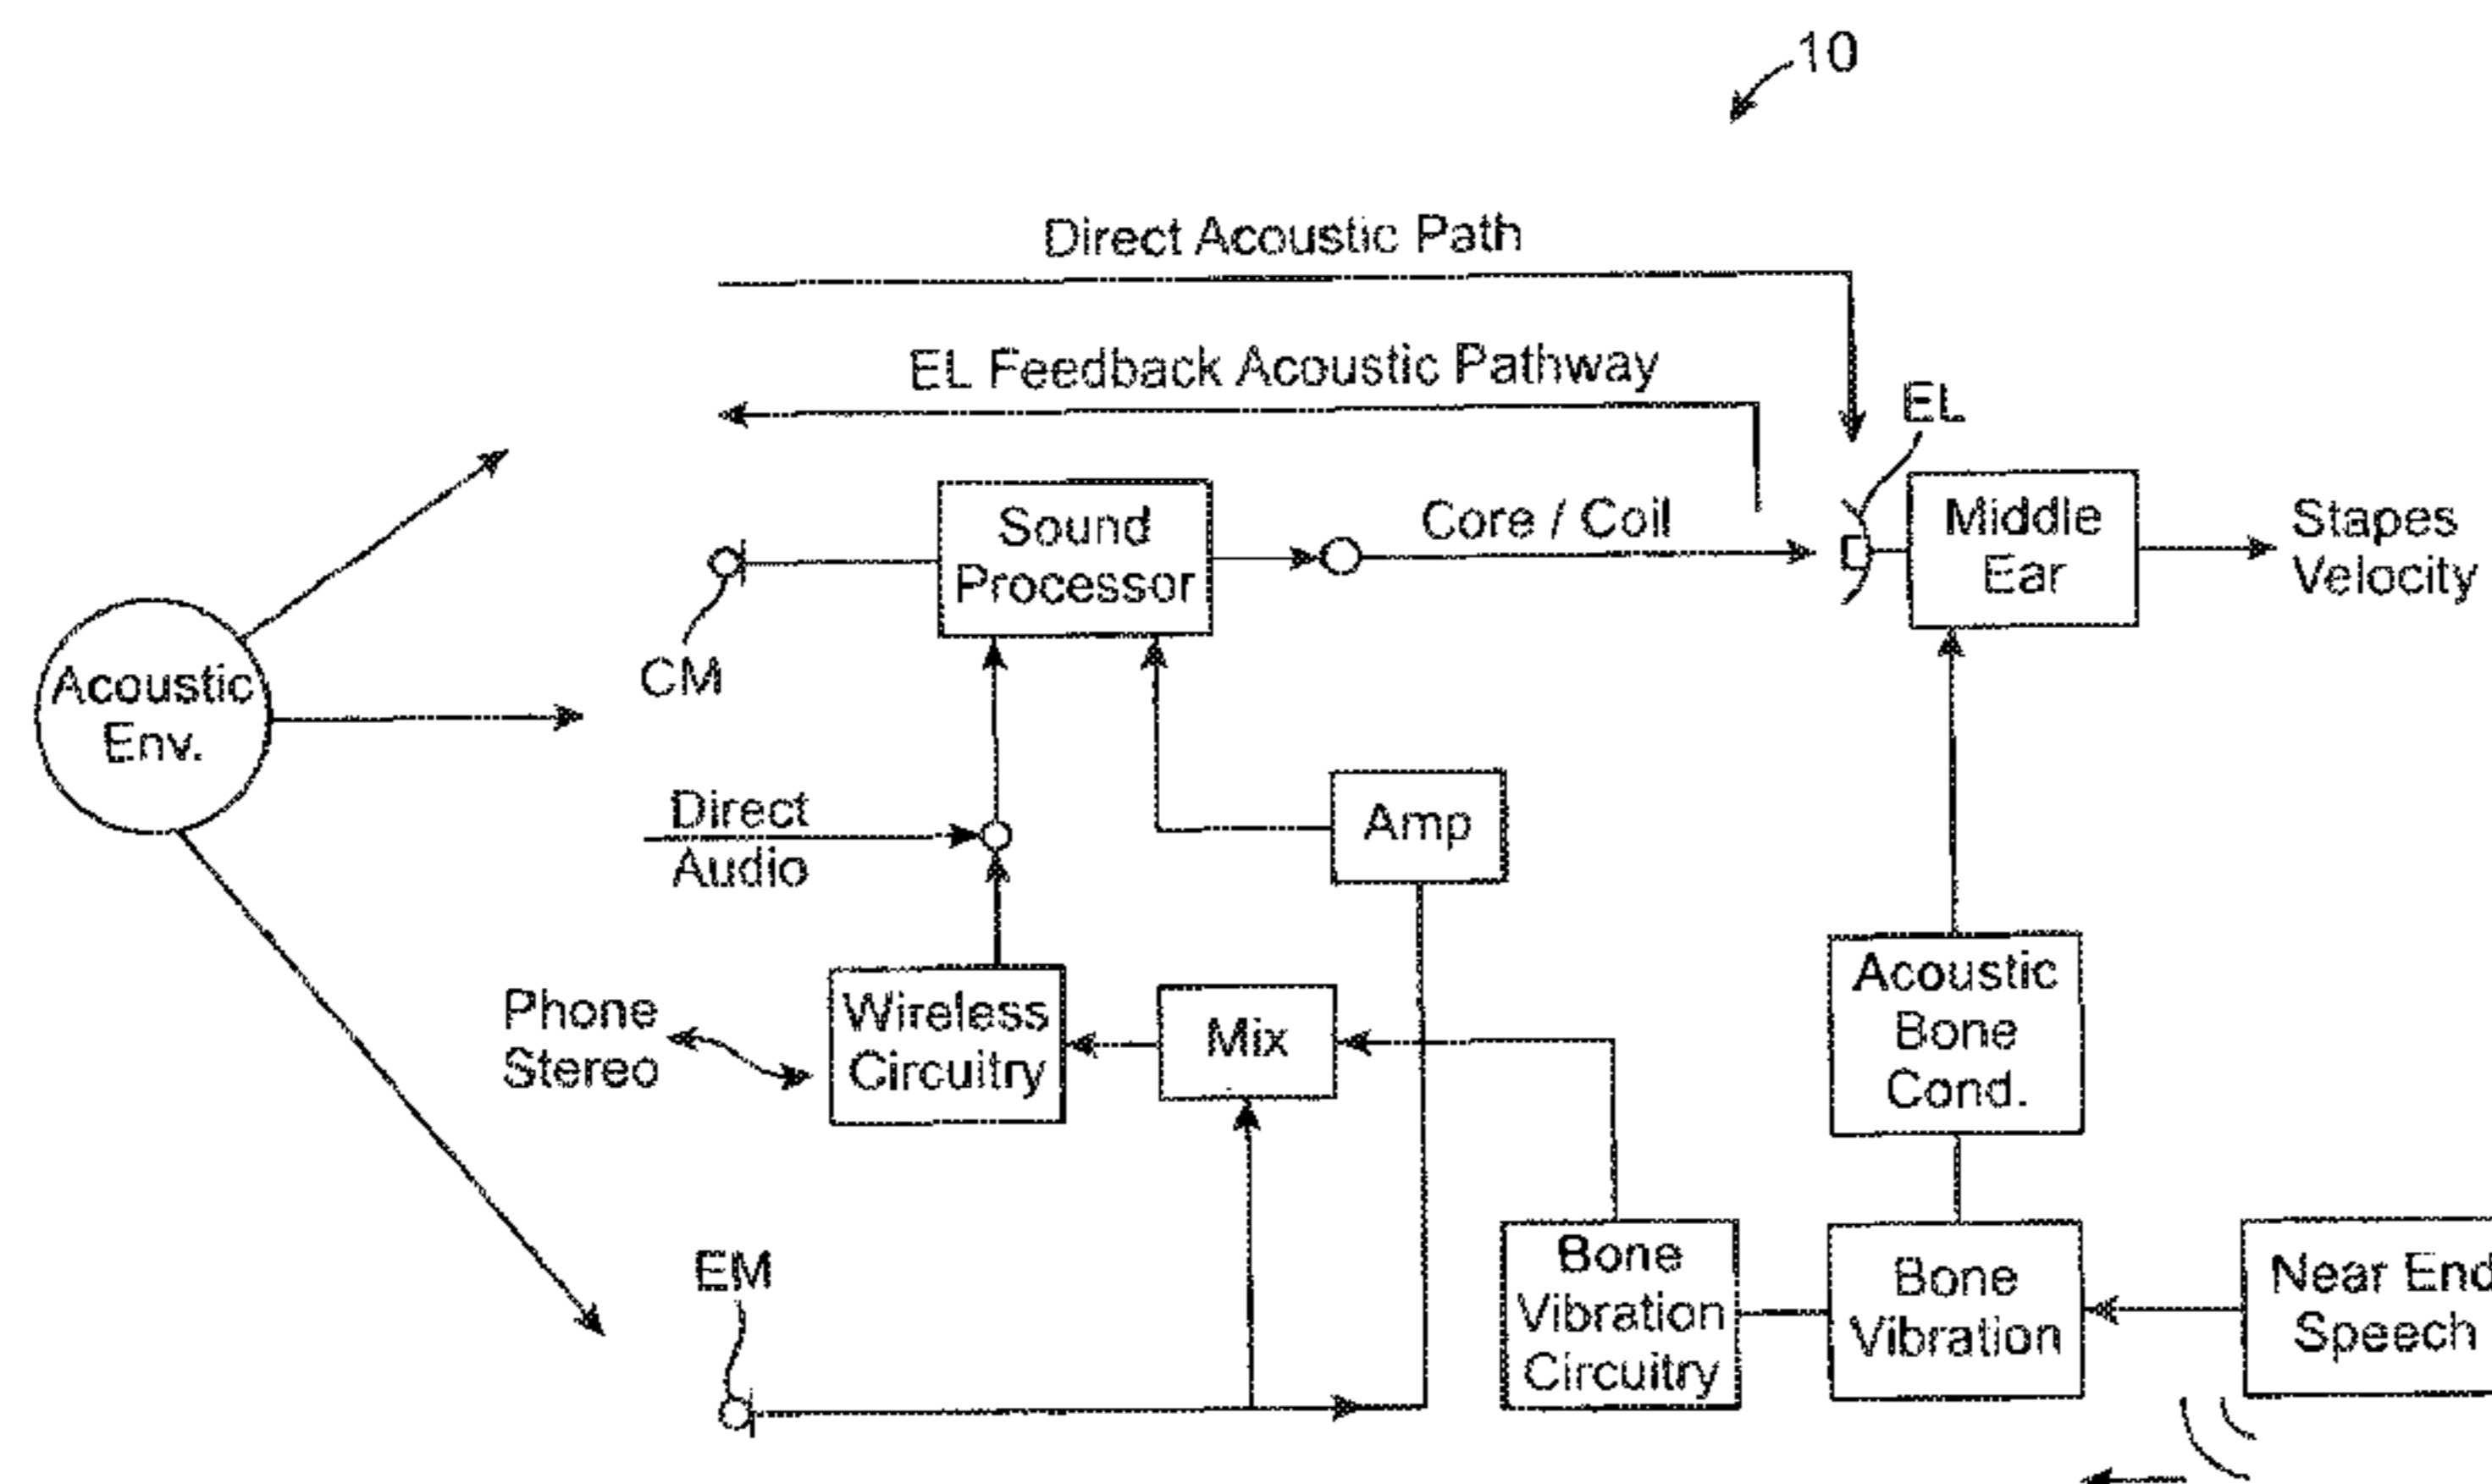 10
Direct Acoustic Path
EL Feedback Acoustic Pathway
EL
Sound
Processor
Core / Coil
Middle
Ear
Stapes
Velocity
CM
Acoustic
Env.
Direct
Audio
Amp
Phone
Stereo
Wireless
Circuitry
Mix
Acoustic
Bone
Cond.
EM
Bone
Vibration
Circuitry
Bone
Vibration
Near End
Speech